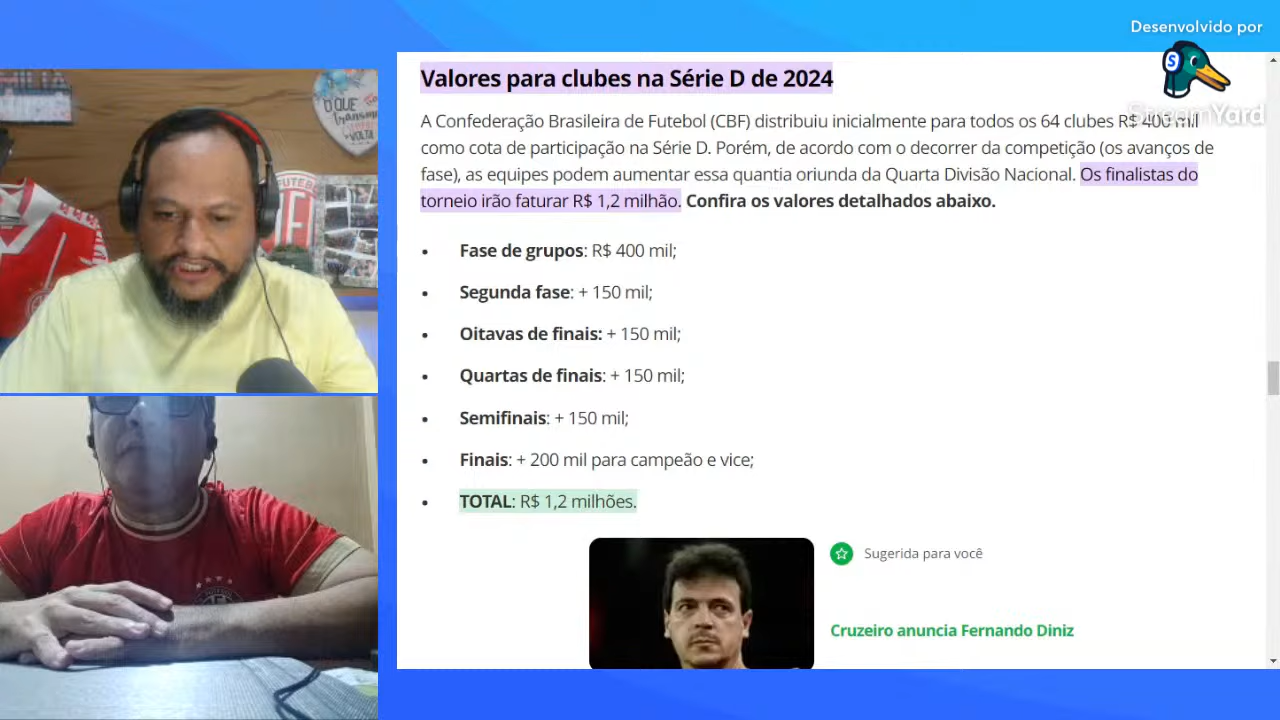 Desenvolvido por
StreamYard
S
O QUE
Transmi
VOLTA
FUTEB
Valores para clubes na Série D de 2024
A Confederação Brasileira de Futebol (CBF) distribuiu inicialmente para todos os 64 clubes R$ 400 mil
como cota de participação na Série D. Porém, de acordo com o decorrer da competição (os avanços de
fase), as equipes podem aumentar essa quantia oriunda da Quarta Divisão Nacional. Os finalistas do
torneio irão faturar R$ 1,2 milhão. Confira os valores detalhados abaixo.
• Fase de grupos: R$ 400 mil;
• Segunda fase: + 150 mil;
• Oitavas de finais: + 150 mil;
• Quartas de finais: + 150 mil;
• Semifinais: + 150 mil;
• Finais: + 200 mil para campeão e vice;
• TOTAL: R$ 1,2 milhões.
Sugerida para você
Cruzeiro anuncia Fernando Diniz